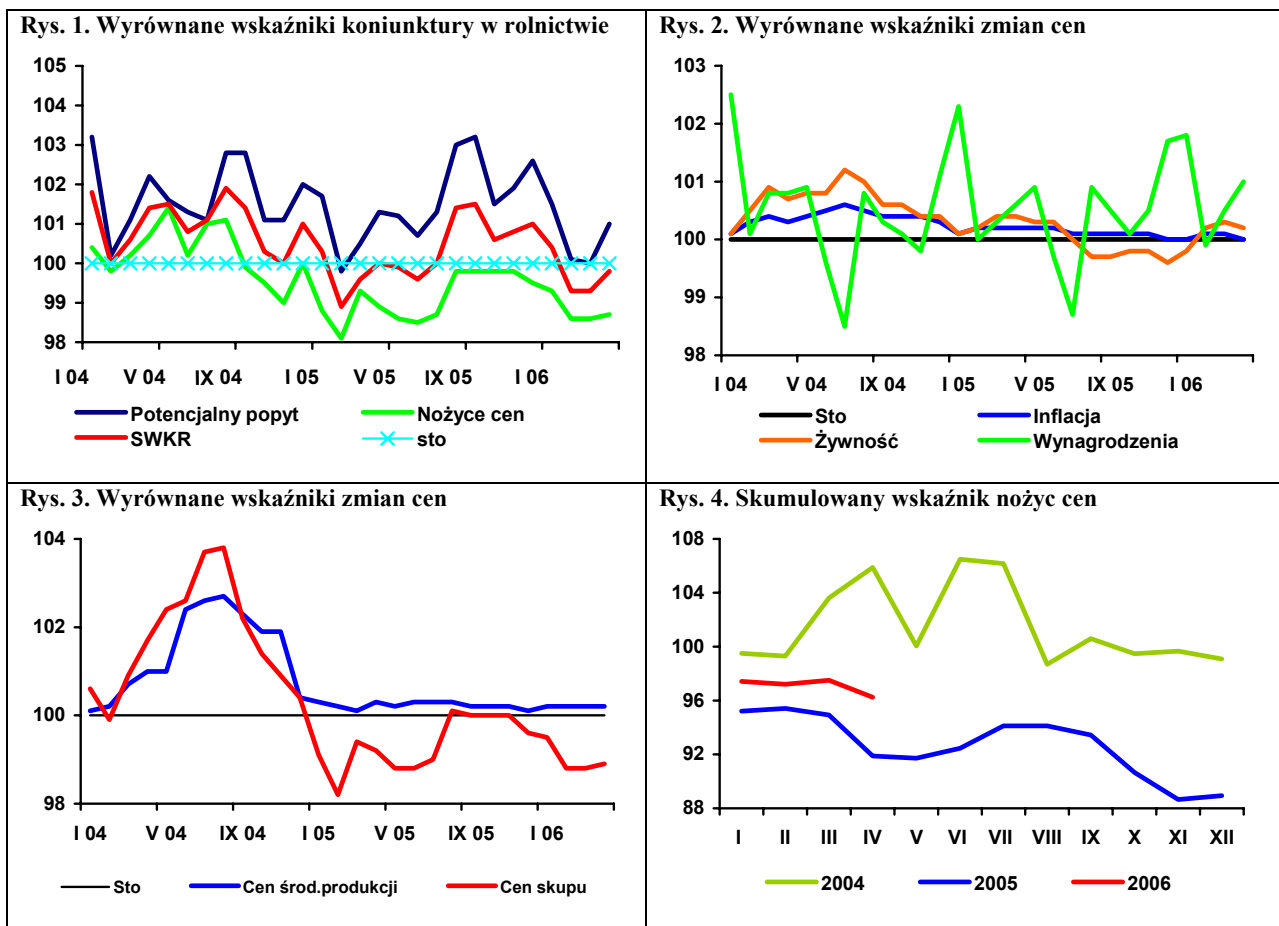 Rys. 1. Wyrównane wskaźniki koniunktury w rolnictwie
105
104
103
102
101
100
99
98
I 04 V 04 IX 04 I 05 V 05 IX 05 I 06
Potencjalny popyt Nożyce cen
SWKR sto
Rys. 2. Wyrównane wskaźniki zmian cen
103
102
101
100
99
98
I 04 V 04 IX 04 I 05 V 05 IX 05 I 06
Sto Inflacja
Żywność Wynagrodzenia
Rys. 3. Wyrównane wskaźniki zmian cen
104
102
100
98
I 04 V 04 IX 04 I 05 V 05 IX 05 I 06
Sto Cen środ.produkcji Cen skupu
Rys. 4. Skumulowany wskaźnik nożyc cen
108
104
100
96
92
88
I II III IV V VI VII VIII IX X XI XII
2004 2005 2006